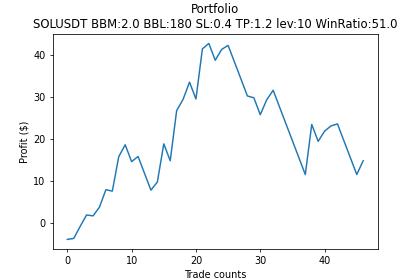 Portfolio
SOLUSDT BBM:2.0 BBL:180 SL:0.4 TP:1.2 lev:10 WinRatio:51.0
40
30
20
10
0
Profit ($)
0 10 20 30 40
Trade counts